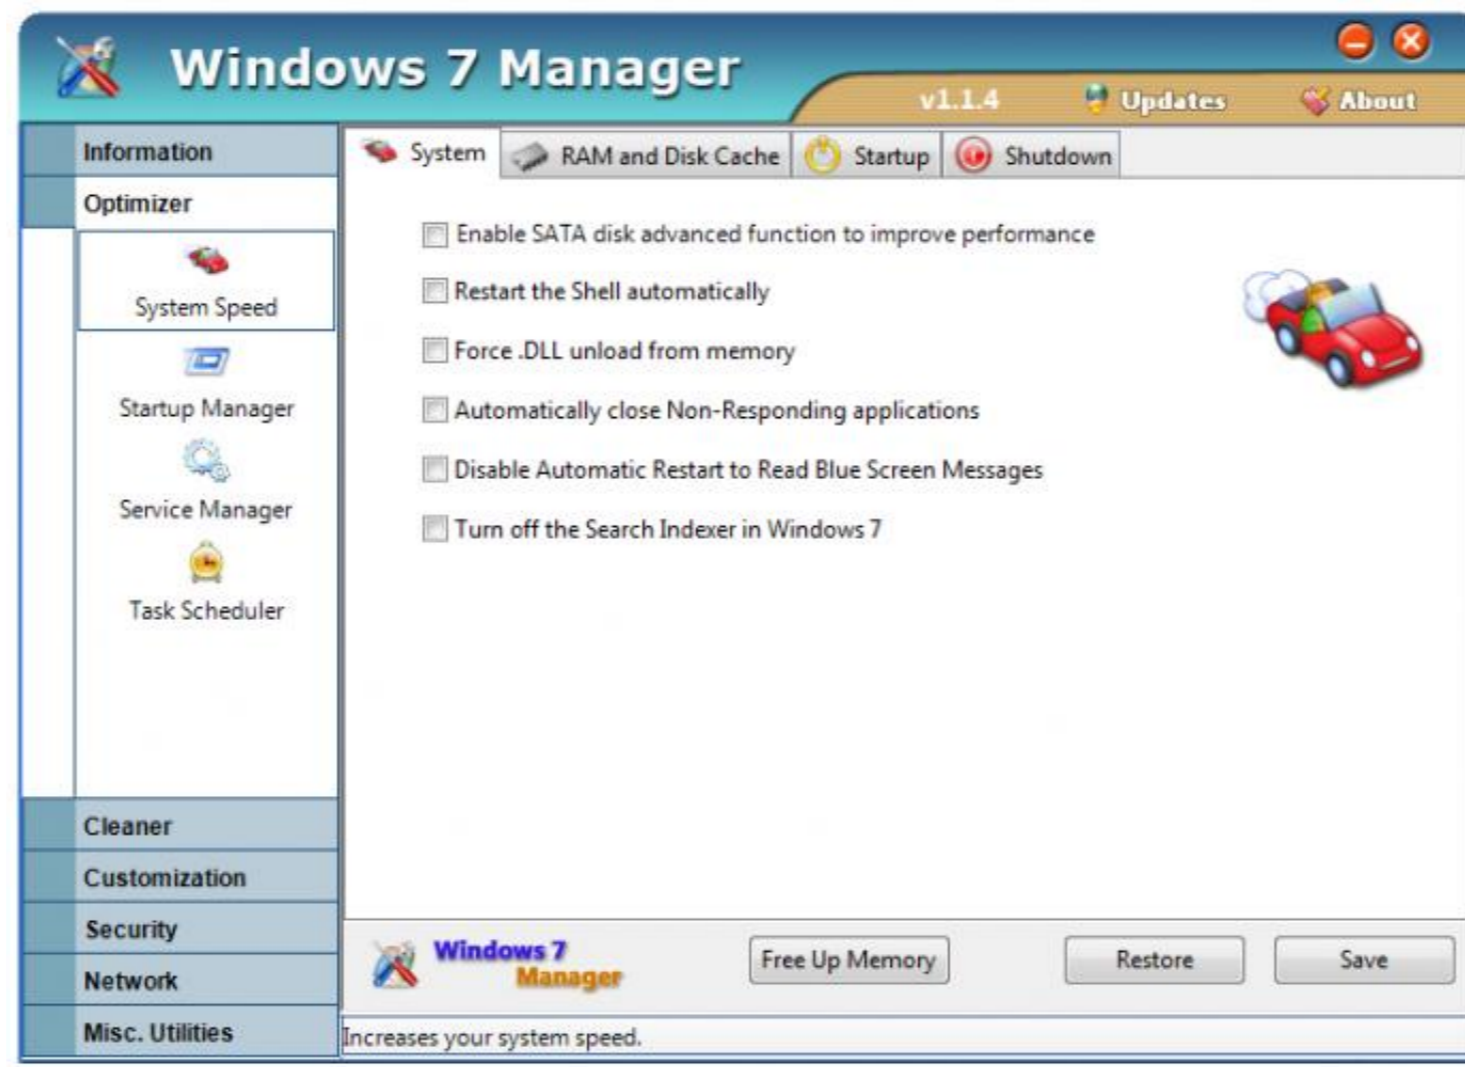 Windows 7 Manager
v1.1.4
Updates
About
Information
Optimizer
System Speed
Startup Manager
Service Manager
Task Scheduler
Cleaner
Customization
Security
Network
Misc. Utilities
System
RAM and Disk Cache
Startup
Shutdown
Enable SATA disk advanced function to improve performance
Restart the Shell automatically
Force .DLL unload from memory
Automatically close Non-Responding applications
Disable Automatic Restart to Read Blue Screen Messages
Turn off the Search Indexer in Windows 7
Windows 7
Manager
Free Up Memory
Restore
Save
Increases your system speed.